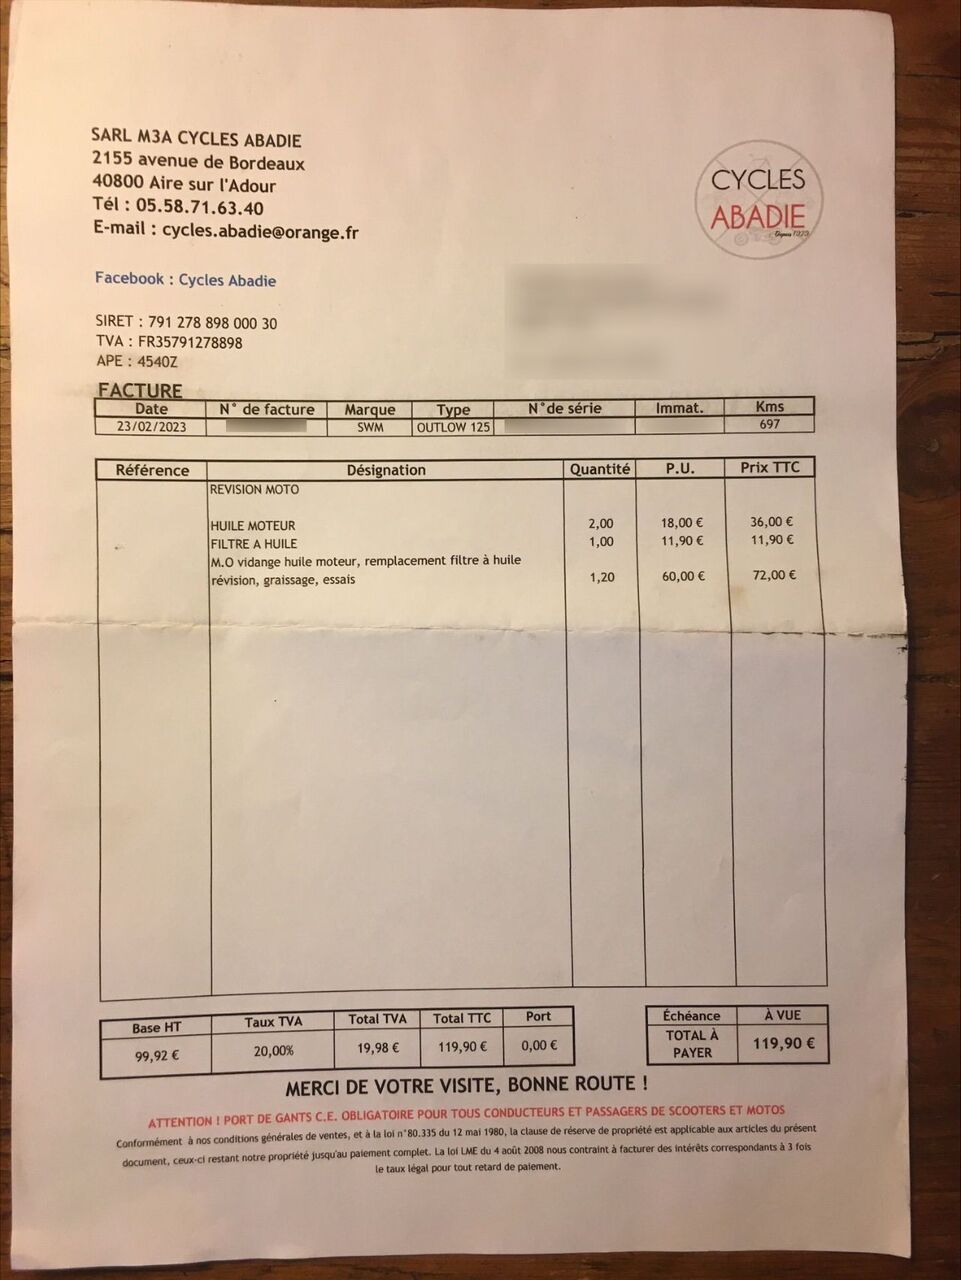 SARL M3A CYCLES ABADIE
2155 avenue de Bordeaux
40800 Aire sur l'Adour
Tél : 05.58.71.63.40
E-mail : cycles.abadie@orange.fr
CYCLES
ABADIE
Facebook : Cycles Abadie
SIRET : 791 278 898 000 30
TVA : FR35791278898
APE : 4540Z
FACTURE
Date N° de facture Marque Type N°de série Immat. Kms
23/02/2023 SWM OUTLOW 125 697
Référence Désignation Quantité P.U. Prix TTC
REVISION MOTO
HUILE MOTEUR 2,00 18,00 € 36,00 €
FILTRE A HUILE 1,00 11,90 € 11,90 €
M.O vidange huile moteur, remplacement filtre à huile
révision, graissage, essais 1,20 60,00 € 72,00 €
Base HT Taux TVA Total TVA Total TTC Port
99,92 € 20,00% 19,98 € 119,90 € 0,00 €
Échéance À VUE
TOTAL À PAYER 119,90 €
MERCI DE VOTRE VISITE, BONNE ROUTE !
ATTENTION ! PORT DE GANTS C.E. OBLIGATOIRE POUR TOUS CONDUCTEURS ET PASSAGERS DE SCOOTERS ET MOTOS
Conformément à nos conditions générales de ventes, et à la loi n°80.335 du 12 mai 1980, la clause de réserve de propriété est applicable aux articles du présent
document, ceux-ci restant notre propriété jusqu'au paiement complet. La loi LME du 4 août 2008 nous contraint à facturer des intérêts correspondants à 3 fois
le taux légal pour tout retard de paiement.